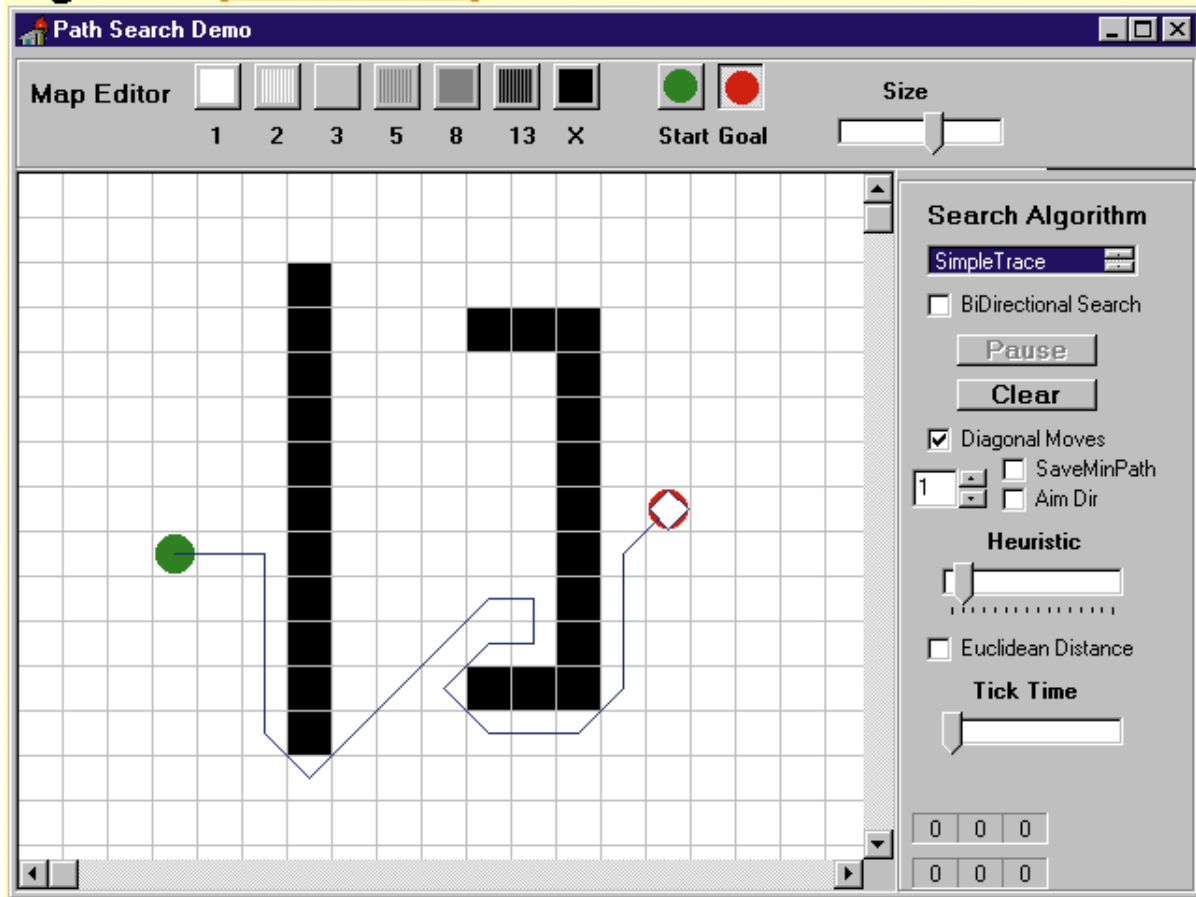 Path Search Demo
Map Editor
Size
1 2 3 5 8 13 X
Start Goal
Search Algorithm
SimpleTrace
BiDirectional Search
Pause
Clear
Diagonal Moves
1
SaveMinPath
Aim Dir
Heuristic
Euclidean Distance
Tick Time
0 0 0
0 0 0